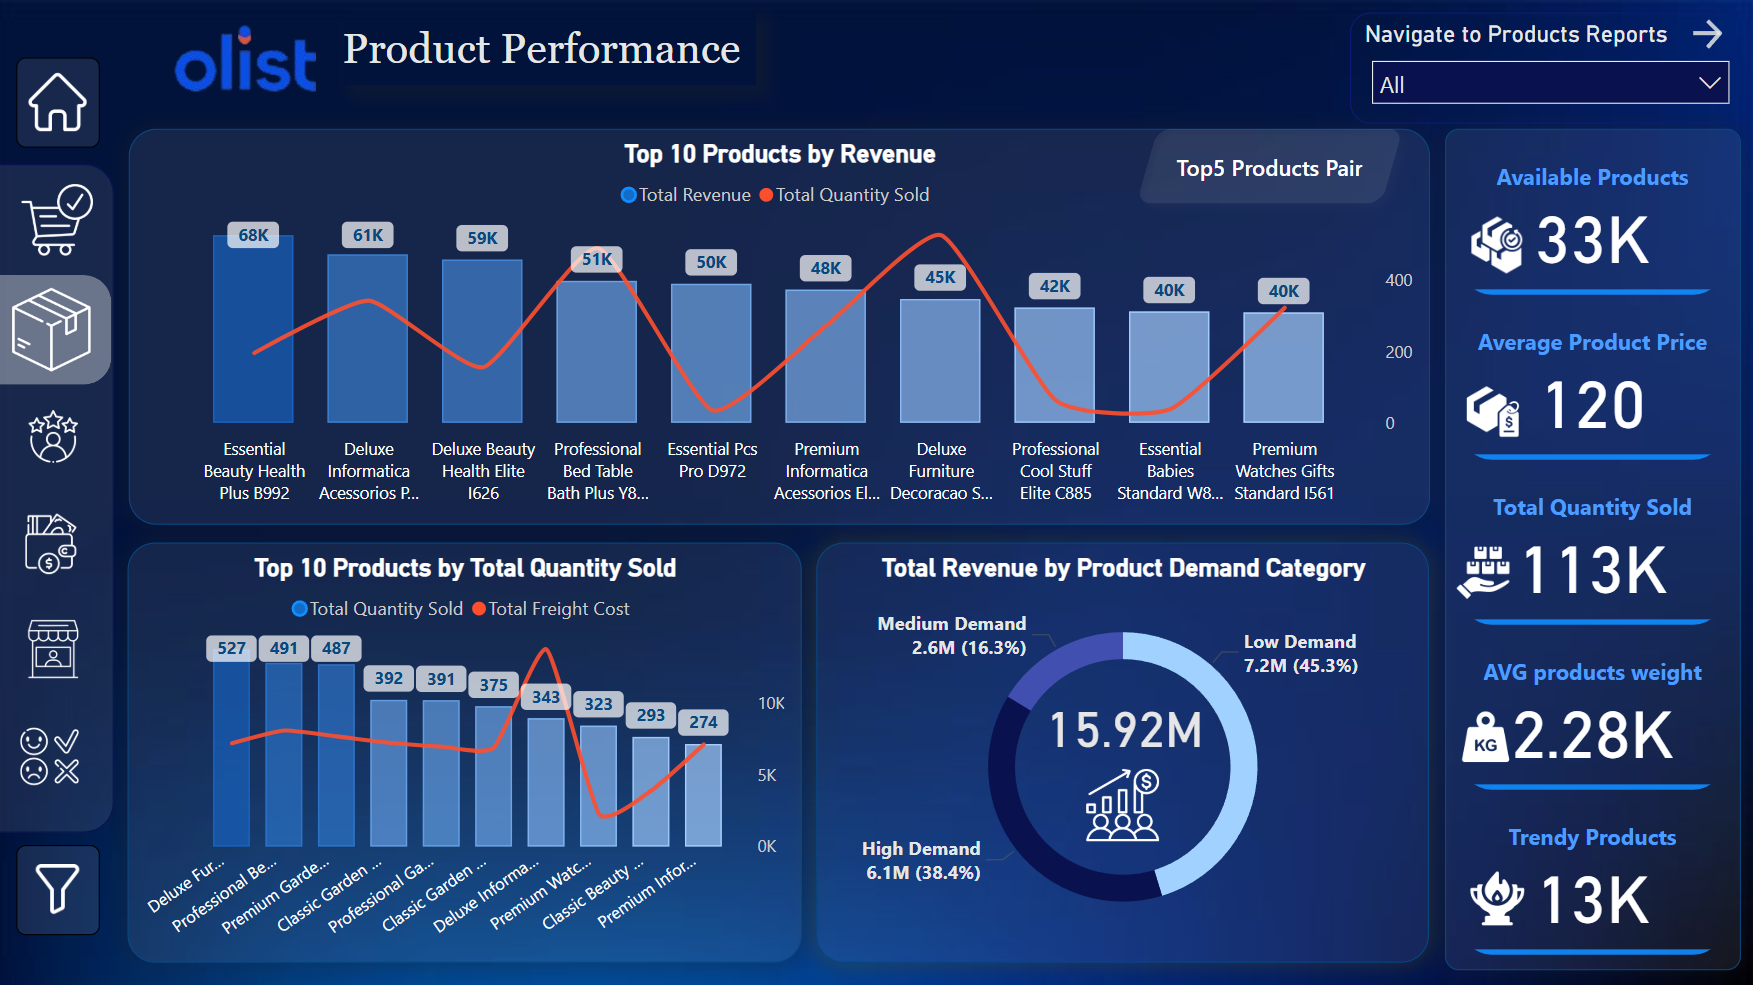 olist
Product Performance
Navigate to Products Reports
All
Top 10 Products by Revenue
Total Revenue Total Quantity Sold
Top5 Products Pair
68K
61K
59K
51K
50K
48K
45K
42K
40K
40K
400
200
0
Essential
Beauty Health
Plus B992
Deluxe
Informatica
Acessorios P...
Deluxe Beauty
Health Elite
I626
Professional
Bed Table
Bath Plus Y8...
Essential Pcs
Pro D972
Premium
Informatica
Acessorios El...
Deluxe
Furniture
Decoracao S...
Professional
Cool Stuff
Elite C885
Essential
Babies
Standard W8...
Premium
Watches Gifts
Standard I561
Top 10 Products by Total Quantity Sold
Total Quantity Sold Total Freight Cost
527
491
487
392
391
375
343
323
293
274
10K
5K
0K
Deluxe Fur...
Professional Be...
Premium Garde...
Classic Garden ...
Professional Ga...
Classic Garden ...
Deluxe Informa...
Premium Watc...
Classic Beauty ...
Premium Infor...
Total Revenue by Product Demand Category
Medium Demand
2.6M (16.3%)
Low Demand
7.2M (45.3%)
15.92M
High Demand
6.1M (38.4%)
Available Products
33K
Average Product Price
120
Total Quantity Sold
113K
AVG products weight
KG
2.28K
Trendy Products
13K